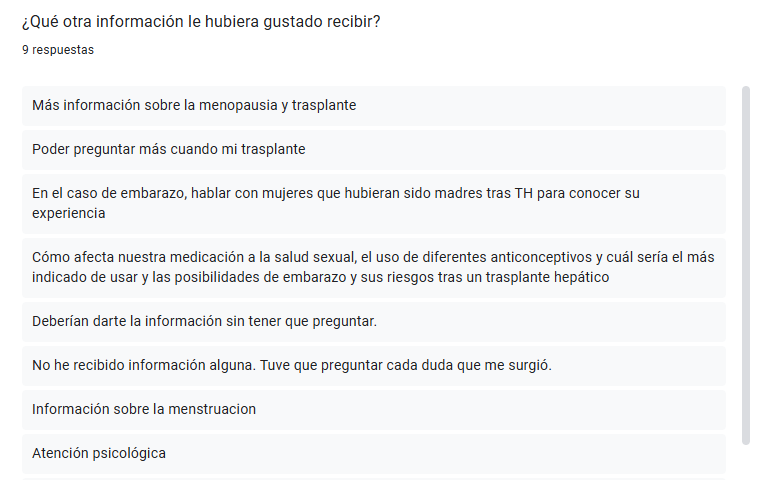 ¿Qué otra información le hubiera gustado recibir?
9 respuestas
Más información sobre la menopausia y trasplante
Poder preguntar más cuando mi trasplante
En el caso de embarazo, hablar con mujeres que hubieran sido madres tras TH para conocer su
experiencia
Cómo afecta nuestra medicación a la salud sexual, el uso de diferentes anticonceptivos y cuál sería el más
indicado de usar y las posibilidades de embarazo y sus riesgos tras un trasplante hepático
Deberían darte la información sin tener que preguntar.
No he recibido información alguna. Tuve que preguntar cada duda que me surgió.
Información sobre la menstruacion
Atención psicológica